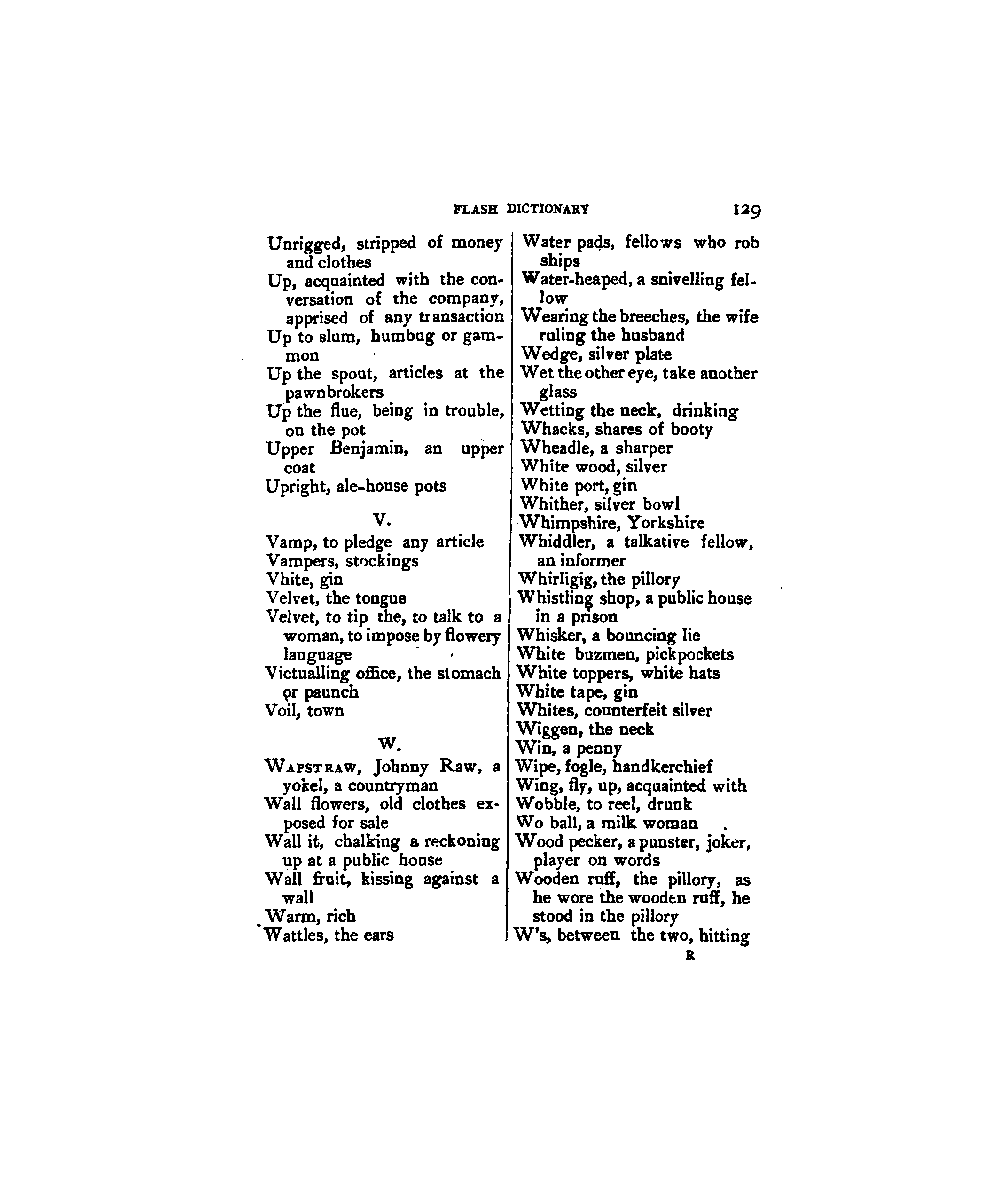 FLASH DICTIONARY 129
Unrigged, stripped of money
and clothes
Up, acquainted with the con-
versation of the company,
apprised of any transaction
Up to slum, humbug or gam-
mon
Up the spout, articles at the
pawnbrokers
Up the flue, being in trouble,
on the pot
Upper Benjamin, an upper
coat
Upright, ale-house pots
V.
Vamp, to pledge any article
Vampers, stockings
Vhite, gin
Velvet, the tongue
Velvet, to tip the, to talk to a
woman, to impose by flowery
language
Victualling office, the stomach
or paunch
Voil, town
W.
WAPSTRAW, Johnny Raw, a
yokel, a countryman
Wall flowers, old clothes ex-
posed for sale
Wall it, chalking a reckoning
up at a public house
Wall fruit, kissing against a
wall
Warm, rich
Wattles, the ears
Water pads, fellows who rob
ships
Water-heaped, a snivelling fel-
low
Wearing the breeches, the wife
ruling the husband
Wedge, silver plate
Wet the other eye, take another
glass
Wetting the neck, drinking
Whacks, shares of booty
Wheadle, a sharper
White wood, silver
White port, gin
Whither, silver bowl
Whimpshire, Yorkshire
Whiddler, a talkative fellow,
an informer
Whirligig, the pillory
Whistling shop, a public house
in a prison
Whisker, a bouncing lie
White buzmen, pickpockets
White toppers, white hats
White tape, gin
Whites, counterfeit silver
Wiggen, the neck
Win, a penny
Wipe, fogle, handkerchief
Wing, fly, up, acquainted with
Wobble, to reel, drunk
Wo ball, a milk woman
Wood pecker, a punster, joker,
player on words
Wooden ruff, the pillory, as
he wore the wooden ruff, he
stood in the pillory
W's, between the two, hitting
R